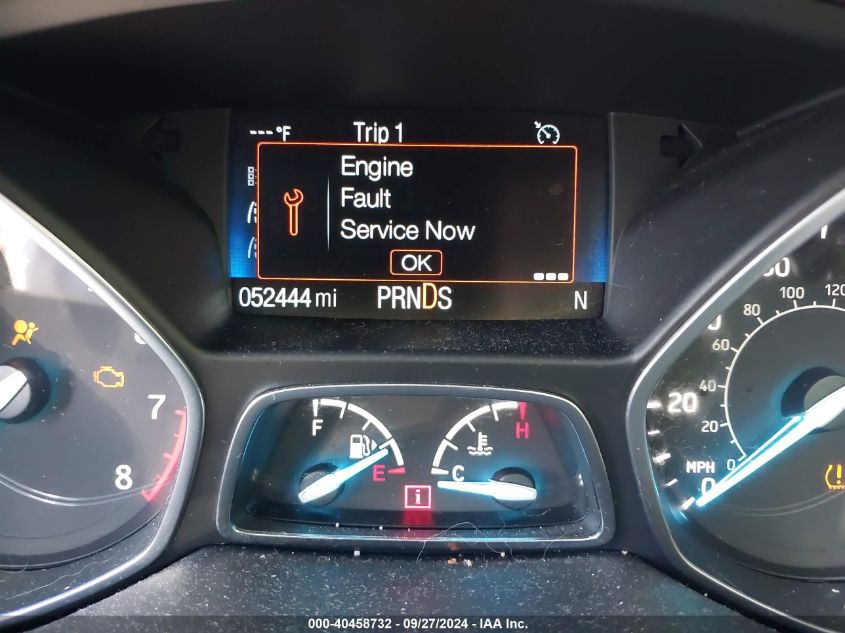 ---°F Trip 1
Engine
Fault
Service Now
OK
052444 mi PRNDS N
7
8
F
E
H
C
i
20
MPH
0
0
20
40
60
80
100
120
000-40458732 - 09/27/2024 - IAA Inc.